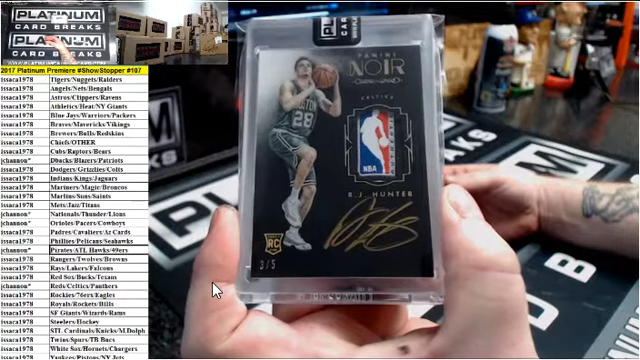 PLATINUM
CARD BREAKS
PLATINUM
CARD BREAKS
2017 Platinum Premiere #ShowStopper #107
issaca1978 Tigers/Nuggets/Raiders
issaca1978 Angels/Nets/Bengals
issaca1978 Astros/Clippers/Ravens
issaca1978 Athletics/Heat/NY Giants
issaca1978 Blue Jays/Warriors/Packers
issaca1978 Braves/Mavericks/Vikings
issaca1978 Brewers/Bulls/Redskins
issaca1978 Chiefs/OTHER
issaca1978 Cubs/Raptors/Bears
jchannon* Dbacks/Blazers/Patriots
issaca1978 Dodgers/Grizzlies/Colts
issaca1978 Indians/Kings/Jaguars
issaca1978 Mariners/Magic/Broncos
issaca1978 Marlins/Suns/Saints
issaca1978 Mets/Jazz/Titans
jchannon* Nationals/Thunder/Lions
jchannon* Orioles/Pacers/Cowboys
issaca1978 Padres/Cavaliers/Az Cards
issaca1978 Phillies/Pelicans/Seahawks
jchannon* Pirates/ATL Hawks/49ers
issaca1978 Rangers/Twolves/Browns
issaca1978 Rays/Lakers/Falcons
issaca1978 Red Sox/Bucks/Texans
jchannon* Reds/Celtics/Panthers
issaca1978 Rockies/76ers/Eagles
issaca1978 Royals/Rockets/Bills
issaca1978 SF Giants/Wizards/Rams
issaca1978 Steelers/Hockey
issaca1978 STL Cardinals/Knicks/M.Dolph
issaca1978 Twins/Spurs/TB Bucs
issaca1978 White Sox/Hornets/Chargers
issaca1978 Yankees/Pistons/NY Jets
PANINI
NOIR
CELTICS
BOSTON
28
NBA
R.J. HUNTER
RC
3/5